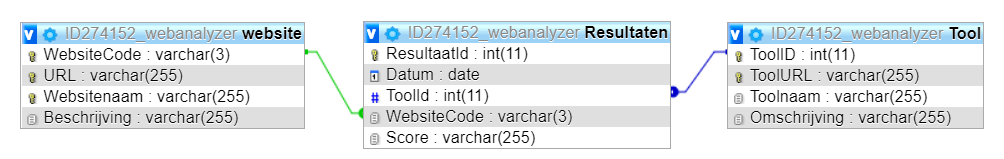 v ID274152_webanalyzer website
WebsiteCode : varchar(3)
URL : varchar(255)
Websitenaam : varchar(255)
Beschrijving : varchar(255)
v ID274152_webanalyzer Resultaten
ResultaatId : int(11)
Datum : date
# ToolId : int(11)
WebsiteCode : varchar(3)
Score : varchar(255)
v ID274152_webanalyzer Tool
ToolID : int(11)
ToolURL : varchar(255)
Toolnaam : varchar(255)
Omschrijving : varchar(255)